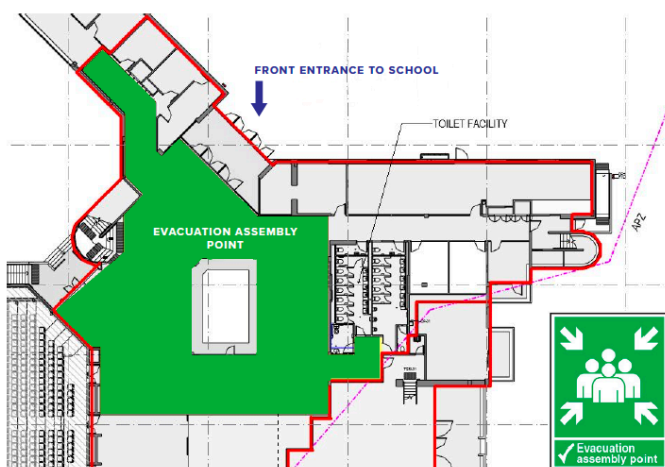 FRONT ENTRANCE TO SCHOOL
TOILET FACILITY
EVACUATION ASSEMBLY
POINT
APZ
Evacuation
assembly point